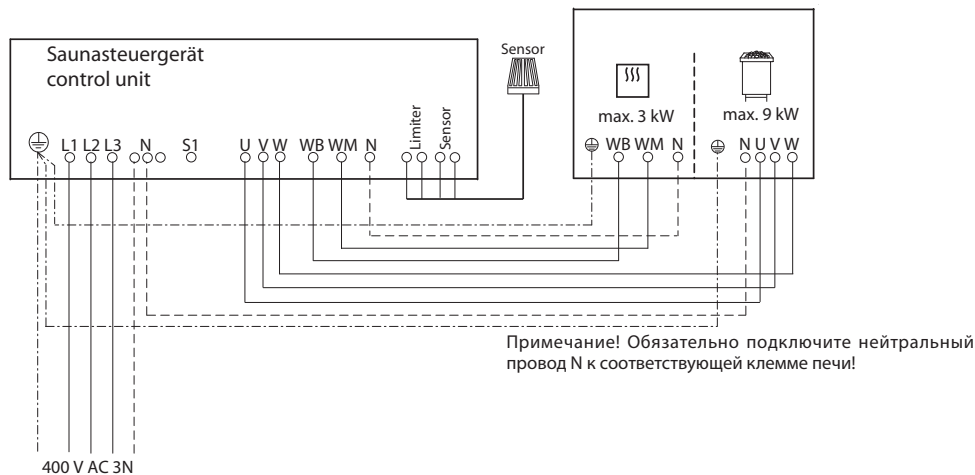 Saunasteuergerät
control unit
Sensor
max. 3 kW
max. 9 kW
L1 L2 L3 N S1 U V W WB WM N
Limiter
Sensor
WB WM N
N U V W
Примечание! Обязательно подключите нейтральный
провод N к соответствующей клемме печи!
400 V AC 3N